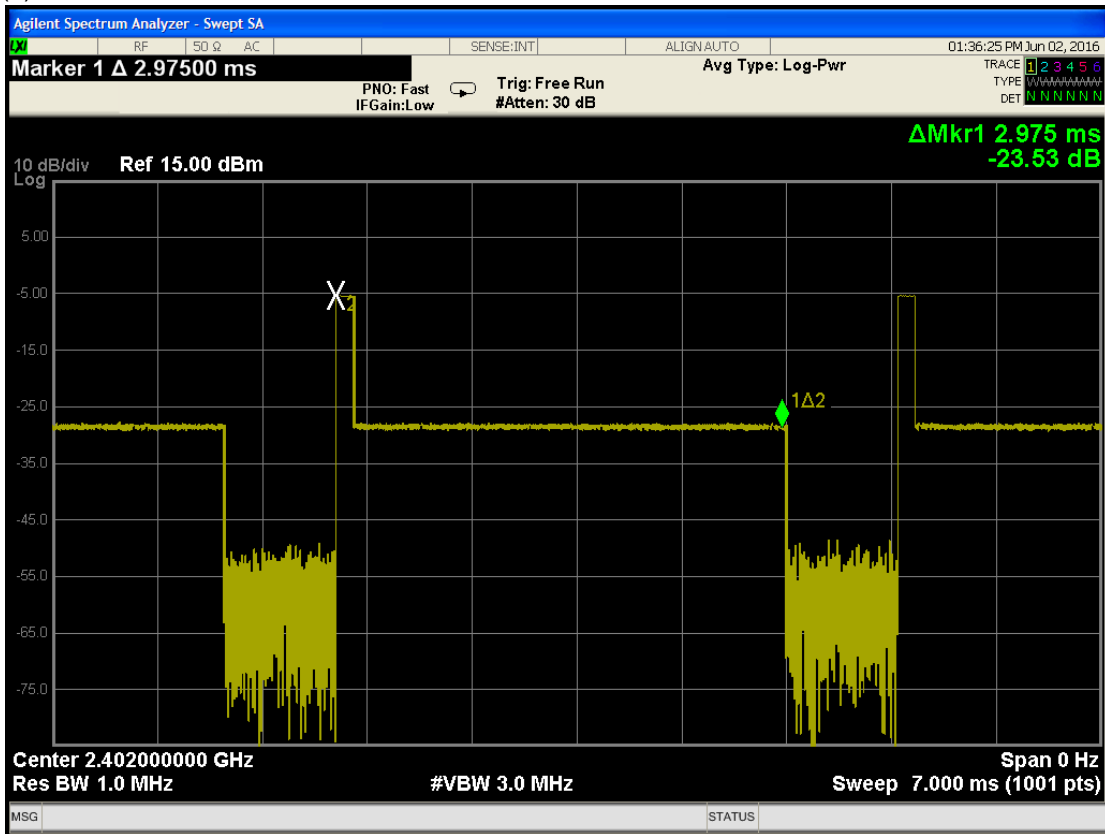 Agilent Spectrum Analyzer - Swept SA
LXI RF 50 Ω AC SENSE:INT ALIGN AUTO 01:36:25 PM Jun 02, 2016
Marker 1 Δ 2.97500 ms
PNO: Fast
IFGain:Low
Trig: Free Run
#Atten: 30 dB
Avg Type: Log-Pwr
TRACE 1 2 3 4 5 6
TYPE
DET N N N N N N
ΔMkr1 2.975 ms
-23.53 dB
10 dB/div Ref 15.00 dBm
Log
5.00
-5.00
X2
-15.0
-25.0
1Δ2
-35.0
-45.0
-55.0
-65.0
-75.0
Center 2.402000000 GHz Span 0 Hz
Res BW 1.0 MHz #VBW 3.0 MHz Sweep 7.000 ms (1001 pts)
MSG STATUS